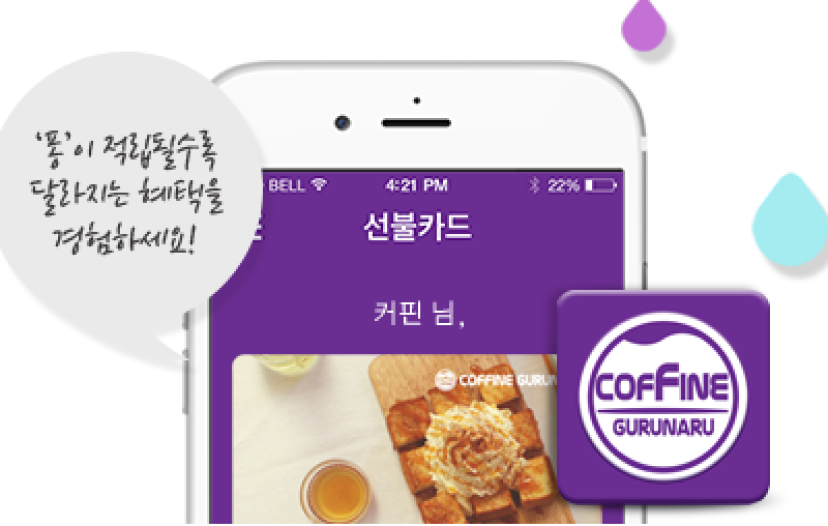 '퐁'이 적립될수록
달라지는 혜택을
경험하세요!
BELL 4:21 PM 22%
선불카드
커핀 님,
COFFINE GURUN
COFFINE
GURUNARU